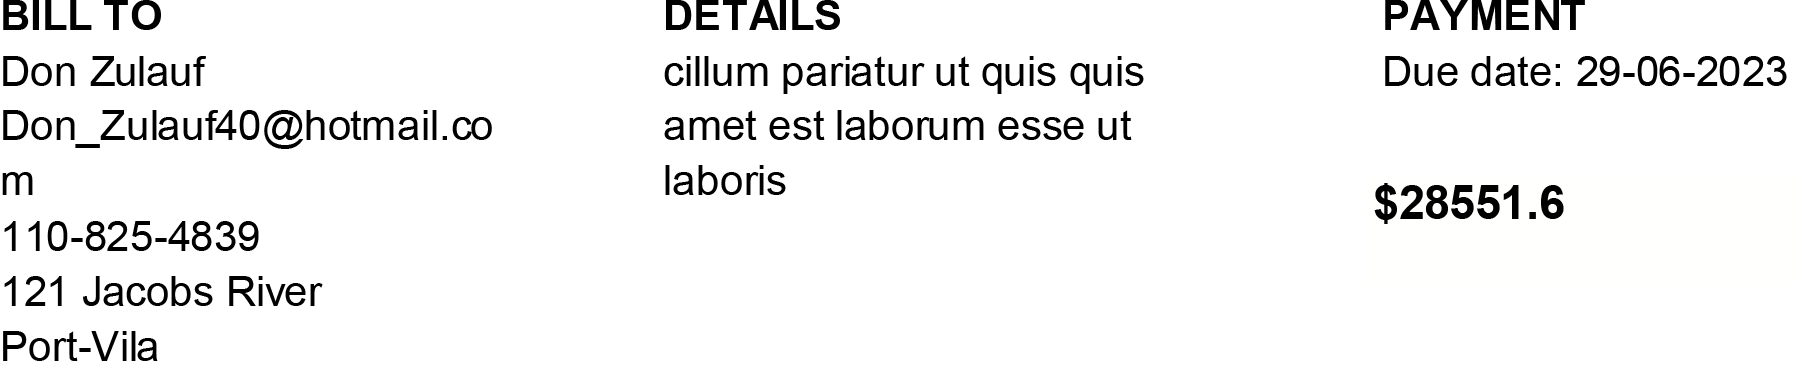 BILL TO
Don Zulauf
Don_Zulauf40@hotmail.co
m
110-825-4839
121 Jacobs River
Port-Vila
DETAILS
cillum pariatur ut quis quis
amet est laborum esse ut
laboris
PAYMENT
Due date: 29-06-2023
$28551.6